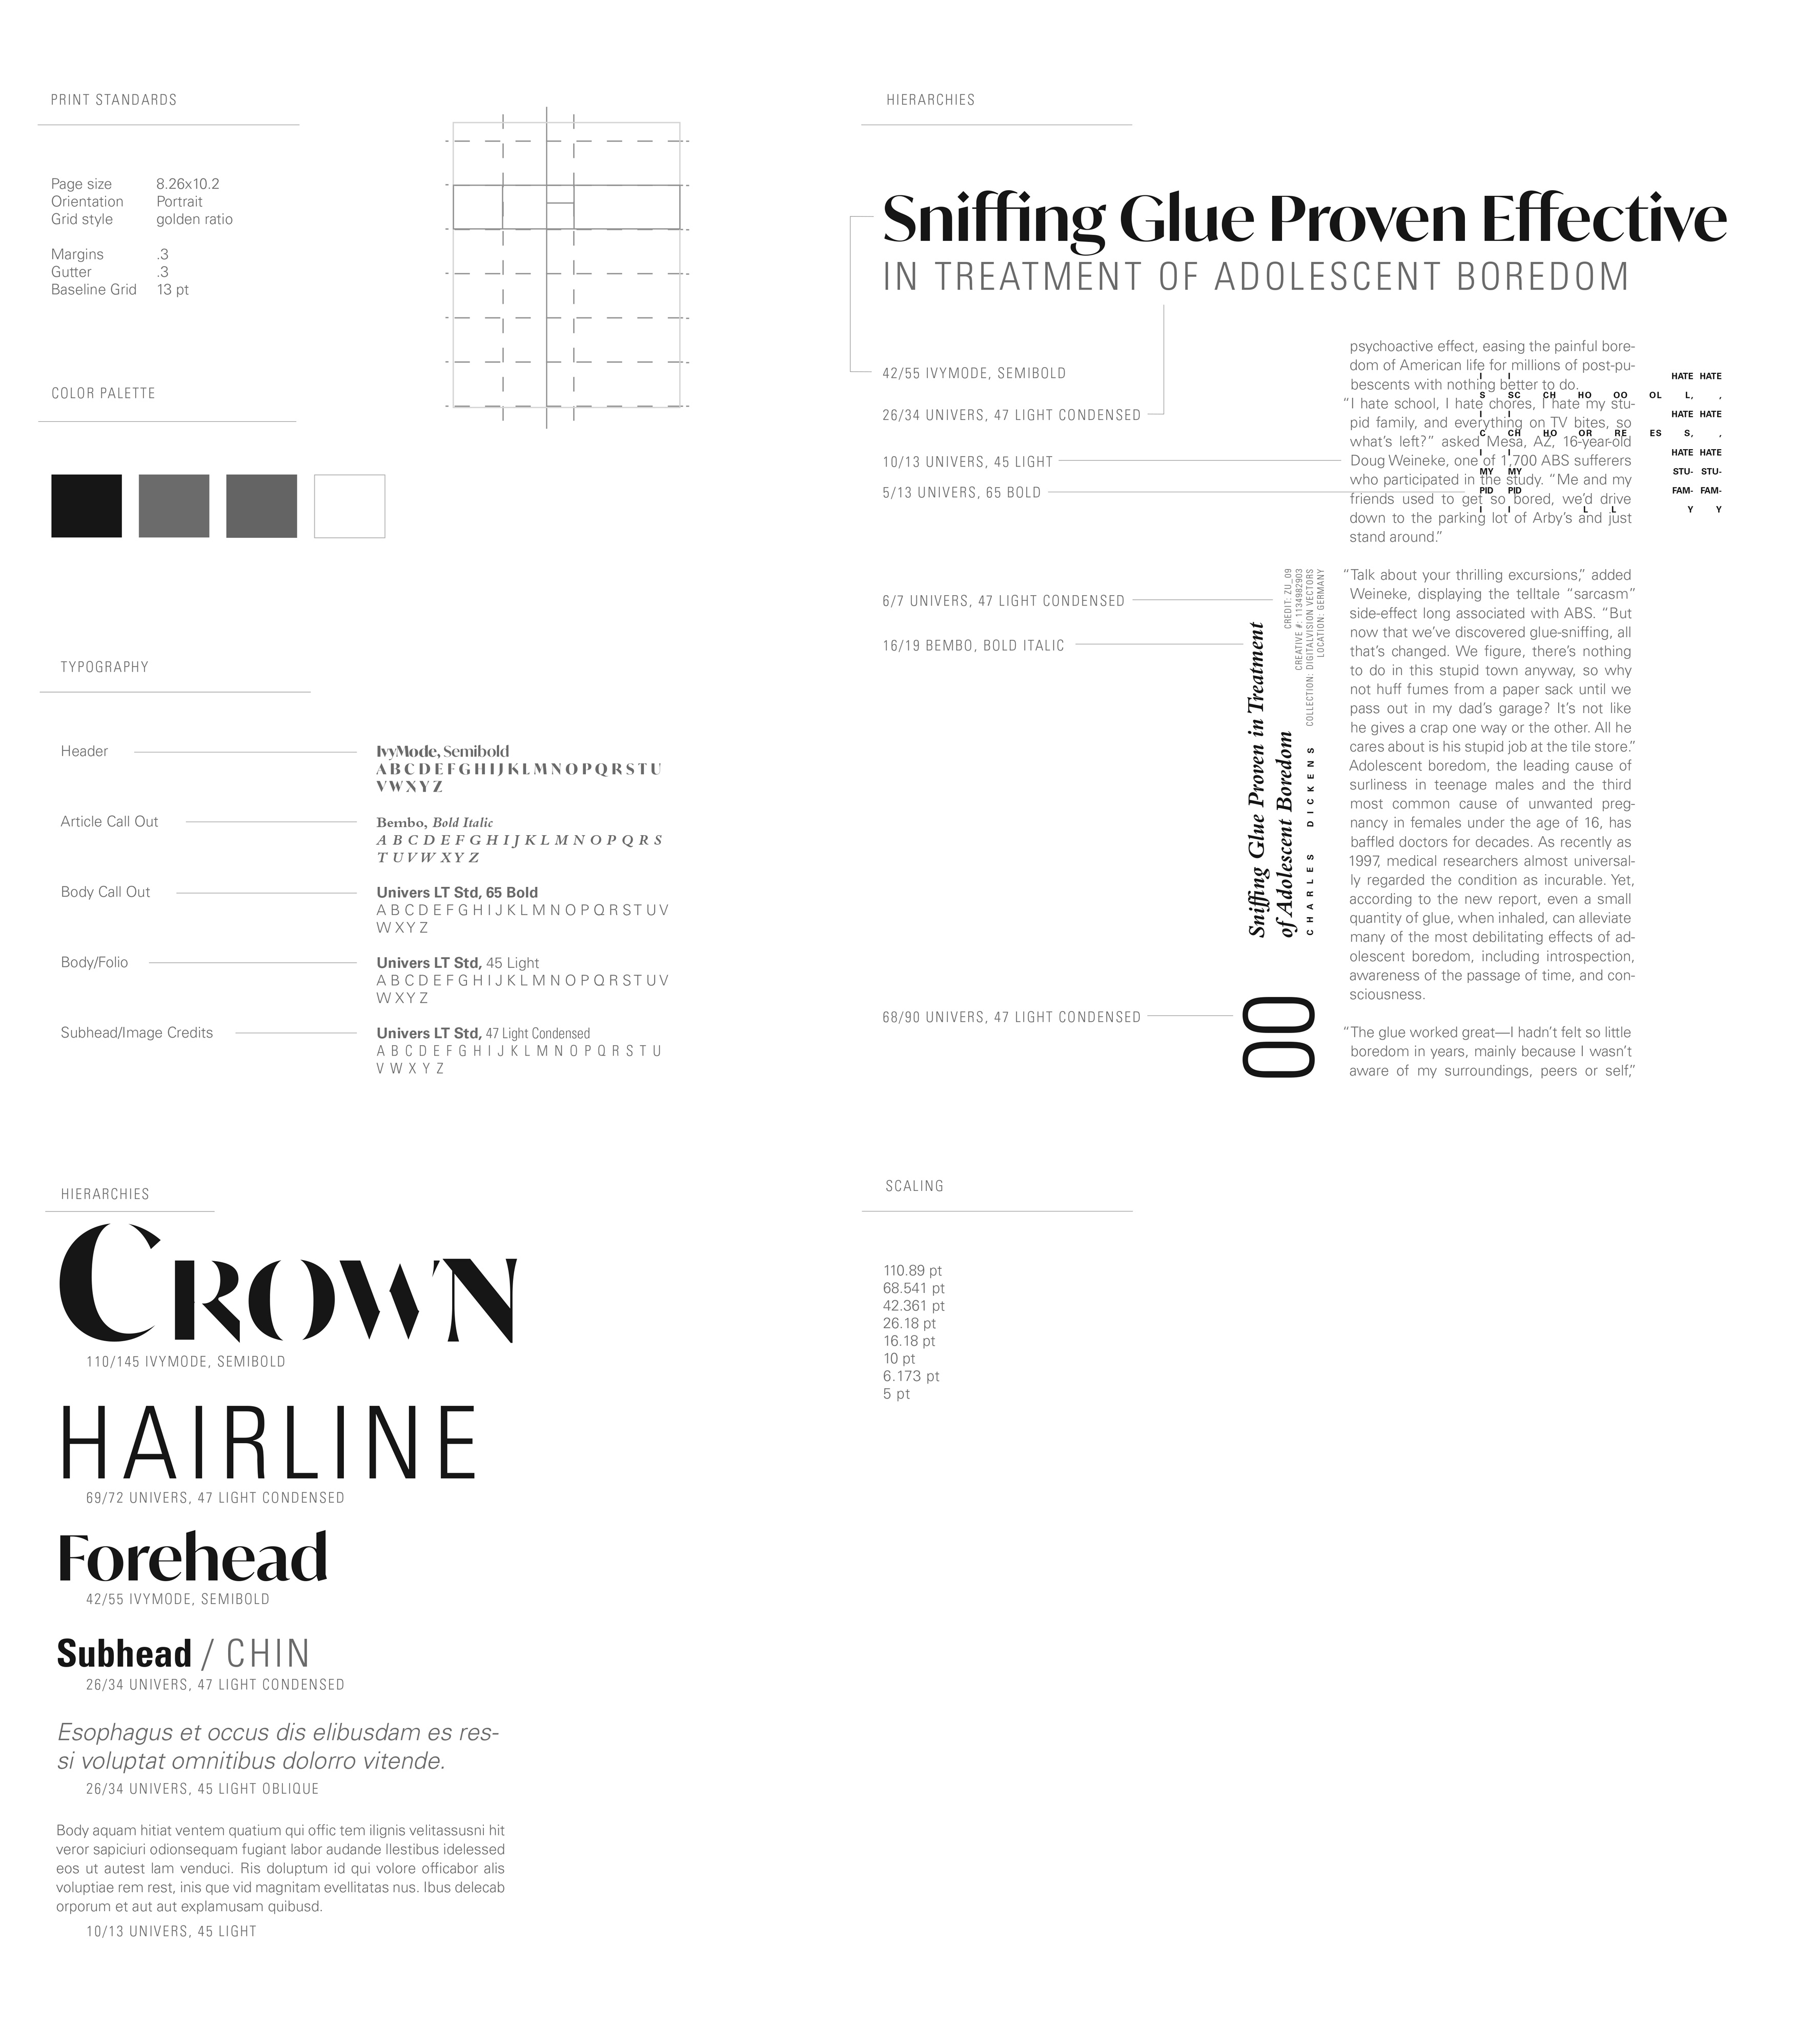 PRINT STANDARDS
Page size 8.26x10.2
Orientation Portrait
Grid style golden ratio
Margins .3
Gutter .3
Baseline Grid 13 pt
COLOR PALETTE
TYPOGRAPHY
Header
IvyMode, Semibold
A B C D E F G H I J K L M N O P Q R S T U
V W X Y Z
Article Call Out
Bembo, Bold Italic
A B C D E F G H I J K L M N O P Q R S
T U V W X Y Z
Body Call Out
Univers LT Std, 65 Bold
A B C D E F G H I J K L M N O P Q R S T U V
W X Y Z
Body/Folio
Univers LT Std, 45 Light
A B C D E F G H I J K L M N O P Q R S T U V
W X Y Z
Subhead/Image Credits
Univers LT Std, 47 Light Condensed
A B C D E F G H I J K L M N O P Q R S T U
V W X Y Z
HIERARCHIES
Sniffing Glue Proven Effective
IN TREATMENT OF ADOLESCENT BOREDOM
42/55 IVYMODE, SEMIBOLD
26/34 UNIVERS, 47 LIGHT CONDENSED
10/13 UNIVERS, 45 LIGHT
5/13 UNIVERS, 65 BOLD
6/7 UNIVERS, 47 LIGHT CONDENSED
16/19 BEMBO, BOLD ITALIC
68/90 UNIVERS, 47 LIGHT CONDENSED
Sniffing Glue Proven in Treatment
of Adolescent Boredom
CHARLES DICKENS
CREDIT: ZU_09
CREATIVE #: 1134982903
COLLECTION: DIGITALVISION VECTORS
LOCATION: GERMANY
00
psychoactive effect, easing the painful bore-
dom of American life for millions of post-pu-
bescents with nothing better to do.
“I hate school, I hate chores, I hate my stu-
pid family, and everything on TV bites, so
what’s left?” asked Mesa, AZ, 16-year-old
Doug Weineke, one of 1,700 ABS sufferers
who participated in the study. “Me and my
friends used to get so bored, we’d drive
down to the parking lot of Arby’s and just
stand around.”
I I HATE HATE
S SC CH HO OO OL L, ,
I I HATE HATE
C CH HO OR RE ES S, ,
I I HATE HATE
MY MY STU- STU-
PID PID FAM- FAM-
I I L L Y Y
“Talk about your thrilling excursions,” added
Weineke, displaying the telltale “sarcasm”
side-effect long associated with ABS. “But
now that we’ve discovered glue-sniffing, all
that’s changed. We figure, there’s nothing
to do in this stupid town anyway, so why
not huff fumes from a paper sack until we
pass out in my dad’s garage? It’s not like
he gives a crap one way or the other. All he
cares about is his stupid job at the tile store.”
Adolescent boredom, the leading cause of
surliness in teenage males and the third
most common cause of unwanted preg-
nancy in females under the age of 16, has
baffled doctors for decades. As recently as
1997, medical researchers almost universal-
ly regarded the condition as incurable. Yet,
according to the new report, even a small
quantity of glue, when inhaled, can alleviate
many of the most debilitating effects of ad-
olescent boredom, including introspection,
awareness of the passage of time, and con-
sciousness.
“The glue worked great—I hadn’t felt so little
boredom in years, mainly because I wasn’t
aware of my surroundings, peers or self,”
HIERARCHIES
CROWN
110/145 IVYMODE, SEMIBOLD
HAIRLINE
69/72 UNIVERS, 47 LIGHT CONDENSED
Forehead
42/55 IVYMODE, SEMIBOLD
Subhead / CHIN
26/34 UNIVERS, 47 LIGHT CONDENSED
Esophagus et occus dis elibusdam es res-
si voluptat omnitibus dolorro vitende.
26/34 UNIVERS, 45 LIGHT OBLIQUE
Body aquam hitiat ventem quatium qui offic tem ilignis velitassusni hit
veror sapiciuri odionsequam fugiant labor audande llestibus idelessed
eos ut autest lam venduci. Ris doluptum id qui volore officabor alis
voluptiae rem rest, inis que vid magnitam evellitatas nus. Ibus delecab
orporum et aut aut explamusam quibusd.
10/13 UNIVERS, 45 LIGHT
SCALING
110.89 pt
68.541 pt
42.361 pt
26.18 pt
16.18 pt
10 pt
6.173 pt
5 pt